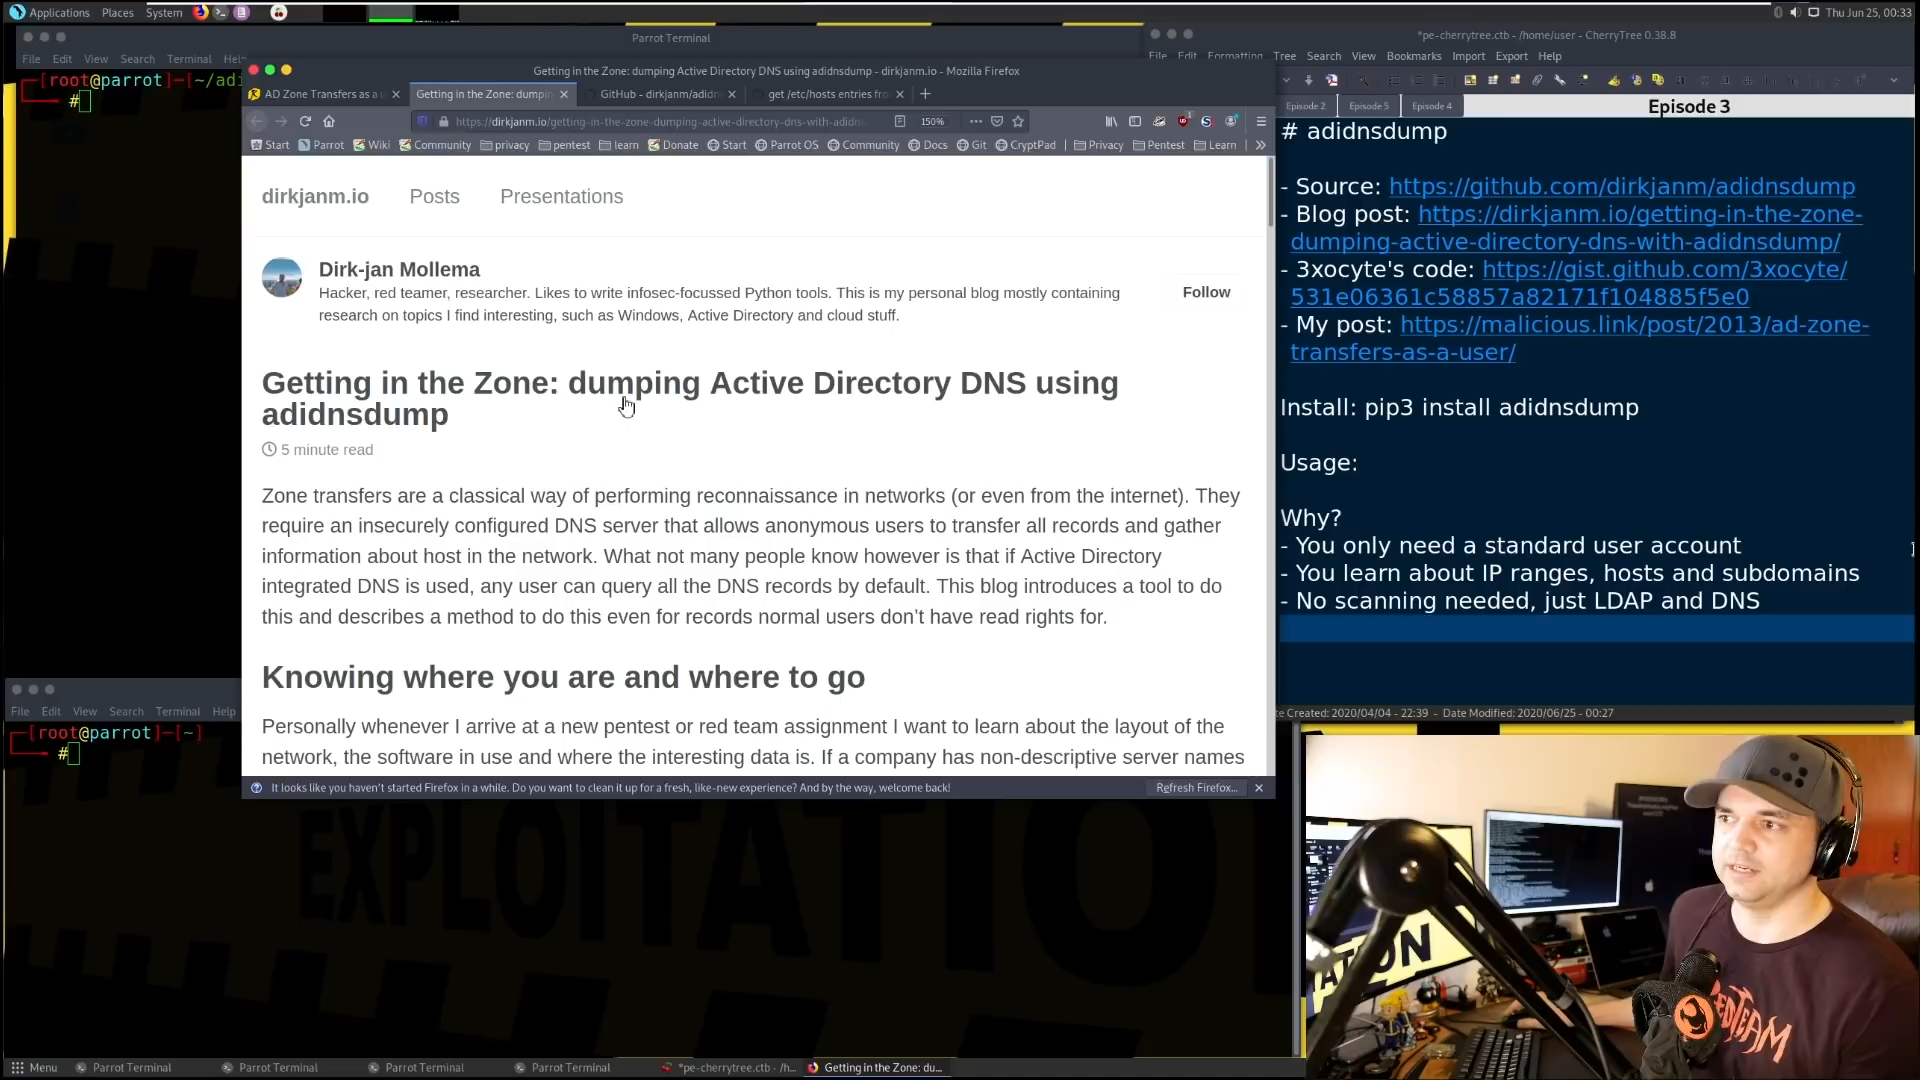 Applications Places System
Thu Jun 25, 00:33
Parrot Terminal
File Edit View Search Terminal
[root@parrot]-[~/adi
#
Getting in the Zone: dumping Active Directory DNS using adidnsdump - dirkjanm.io - Mozilla Firefox
AD Zone Transfers as a
Getting in the Zone: dumpin
GitHub - dirkjanm/adidn
get /etc/hosts entries fro
https://dirkjanm.io/getting-in-the-zone-dumping-active-directory-dns-with-adidns
150%
Start Parrot Wiki Community privacy pentest learn Donate Start Parrot OS Community Docs Git CryptPad Privacy Pentest Learn
dirkjanm.io Posts Presentations
Dirk-jan Mollema
Hacker, red teamer, researcher. Likes to write infosec-focussed Python tools. This is my personal blog mostly containing
research on topics I find interesting, such as Windows, Active Directory and cloud stuff.
Follow
Getting in the Zone: dumping Active Directory DNS using
adidnsdump
5 minute read
Zone transfers are a classical way of performing reconnaissance in networks (or even from the internet). They
require an insecurely configured DNS server that allows anonymous users to transfer all records and gather
information about host in the network. What not many people know however is that if Active Directory
integrated DNS is used, any user can query all the DNS records by default. This blog introduces a tool to do
this and describes a method to do this even for records normal users don't have read rights for.
Knowing where you are and where to go
Personally whenever I arrive at a new pentest or red team assignment I want to learn about the layout of the
network, the software in use and where the interesting data is. If a company has non-descriptive server names
It looks like you haven't started Firefox in a while. Do you want to clean it up for a fresh, like-new experience? And by the way, welcome back!
Refresh Firefox...
*pe-cherrytree.ctb - /home/user - CherryTree 0.38.8
File Edit Formatting Tree Search View Bookmarks Import Export Help
Episode 2 Episode 5 Episode 4 Episode 3
# adidnsdump
- Source: https://github.com/dirkjanm/adidnsdump
- Blog post: https://dirkjanm.io/getting-in-the-zone-
dumping-active-directory-dns-with-adidnsdump/
- 3xocyte's code: https://gist.github.com/3xocyte/
531e06361c58857a82171f104885f5e0
- My post: https://malicious.link/post/2013/ad-zone-
transfers-as-a-user/
Install: pip3 install adidnsdump
Usage:
Why?
- You only need a standard user account
- You learn about IP ranges, hosts and subdomains
- No scanning needed, just LDAP and DNS
te Created: 2020/04/04 - 22:39 - Date Modified: 2020/06/25 - 00:27
File Edit View Search Terminal Help
[root@parrot]-[~]
#
EXPLOITATION
ATION
REDTEAM
Menu
Parrot Terminal
Parrot Terminal
Parrot Terminal
Parrot Terminal
*pe-cherrytree.ctb - /h...
Getting in the Zone: du...